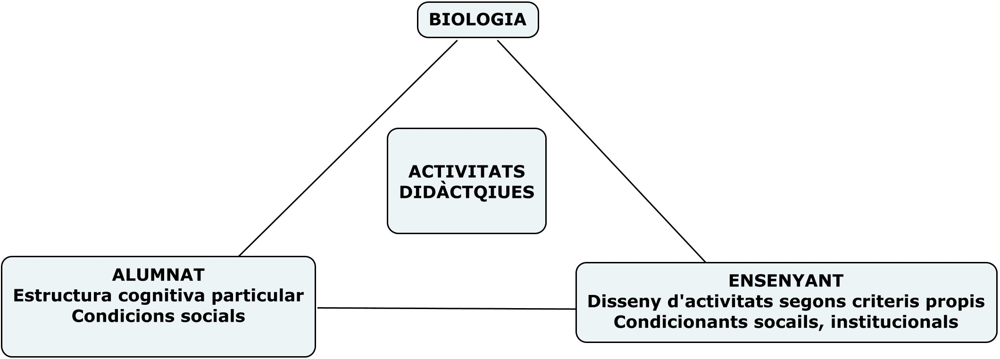 BIOLOGIA
ACTIVITATS
DIDÀCTQIUES
ALUMNAT
Estructura cognitiva particular
Condicions socials
ENSENYANT
Disseny d'activitats segons criteris propis
Condicionants socails, institucionals